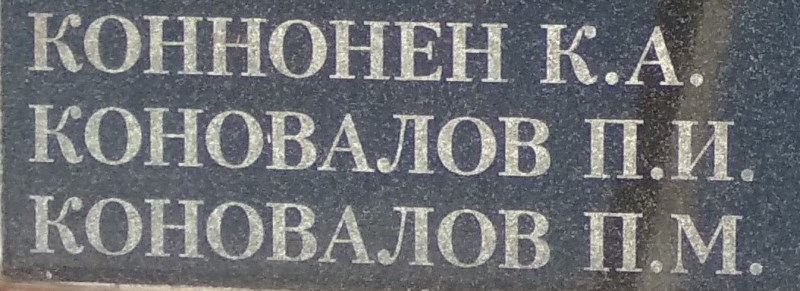 КОННОНЕН К.А.
КОНОВАЛОВ П.И.
КОНОВАЛОВ П.М.